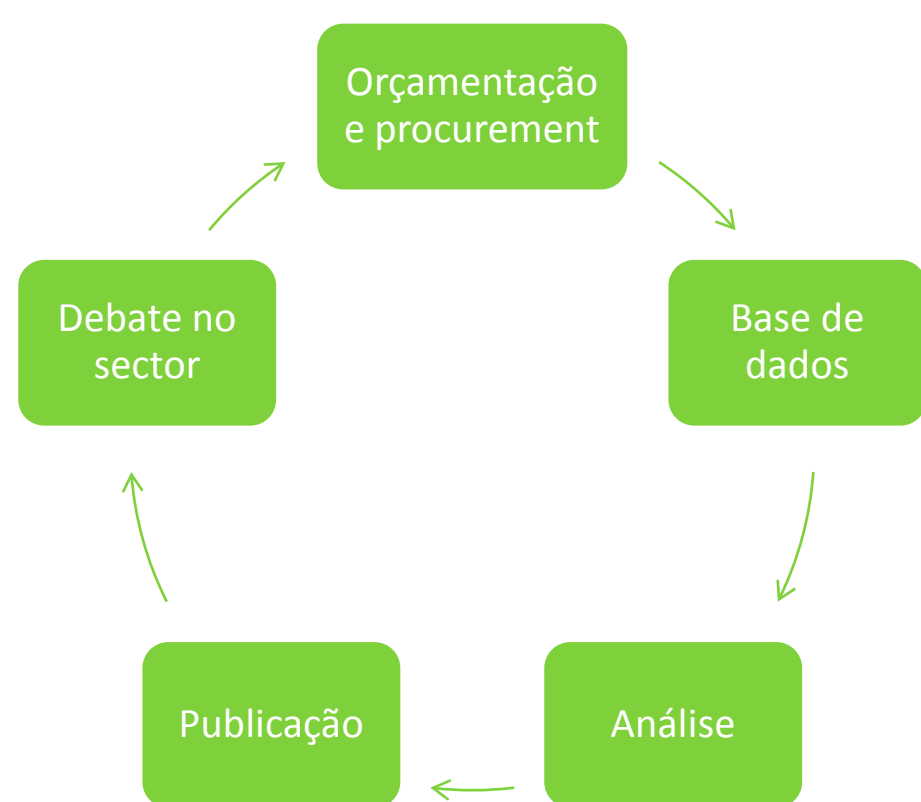 Orçamentação
e procurement
Base de
dados
Análise
Publicação
Debate no
sector